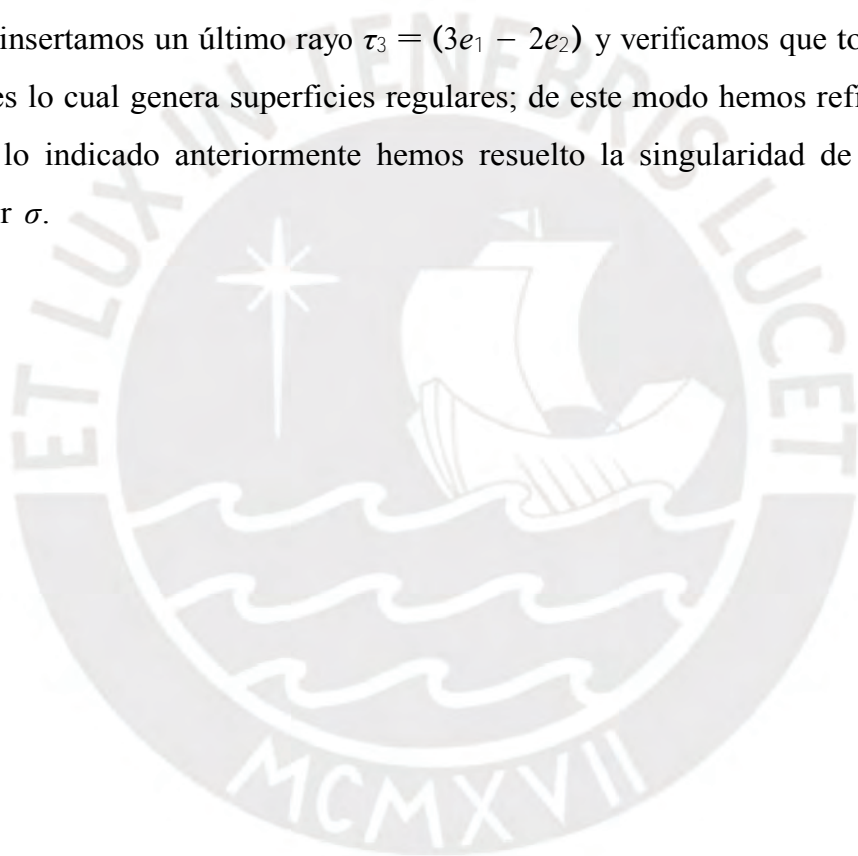 insertamos un último rayo τ₃ = (3e₁ − 2e₂) y verificamos que to
es lo cual genera superficies regulares; de este modo hemos refi
lo indicado anteriormente hemos resuelto la singularidad de
r σ.
ET LUX IN TENEBRIS LUCET
MCMXVII